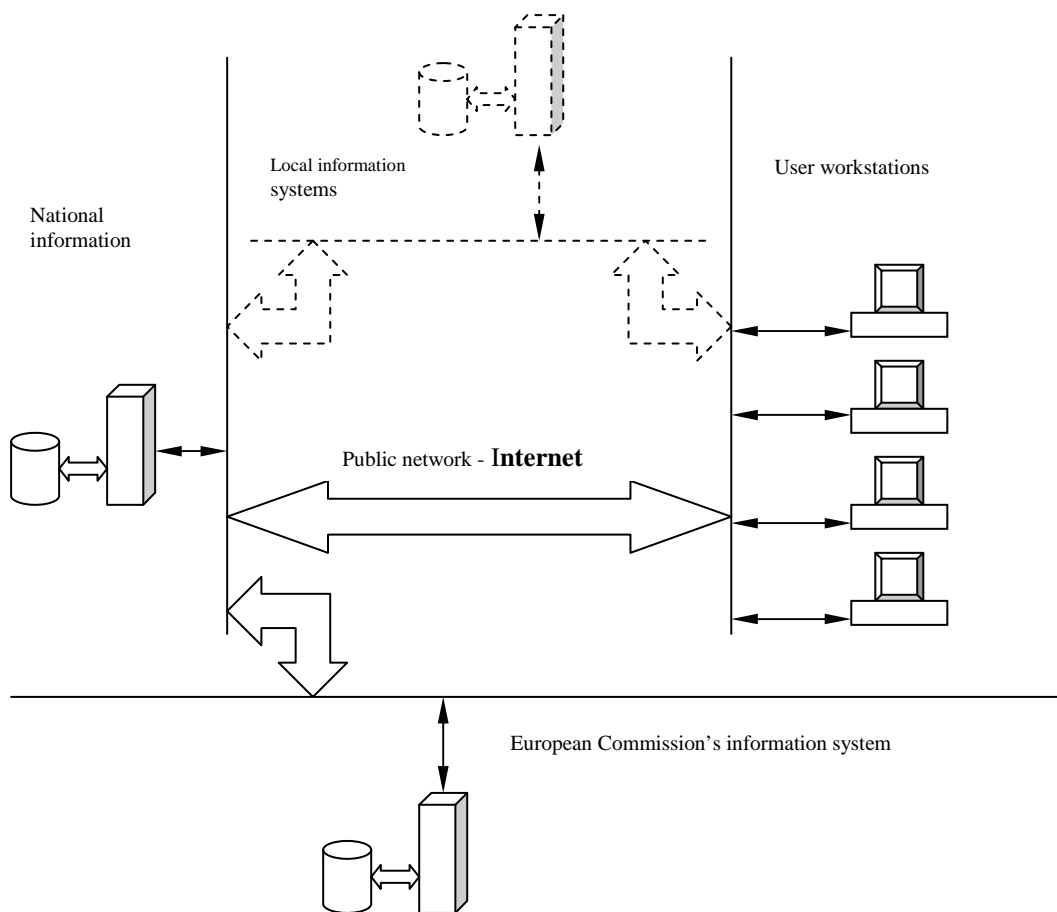 Local information
systems
User workstations
National
information
Public network - Internet
European Commission's information system